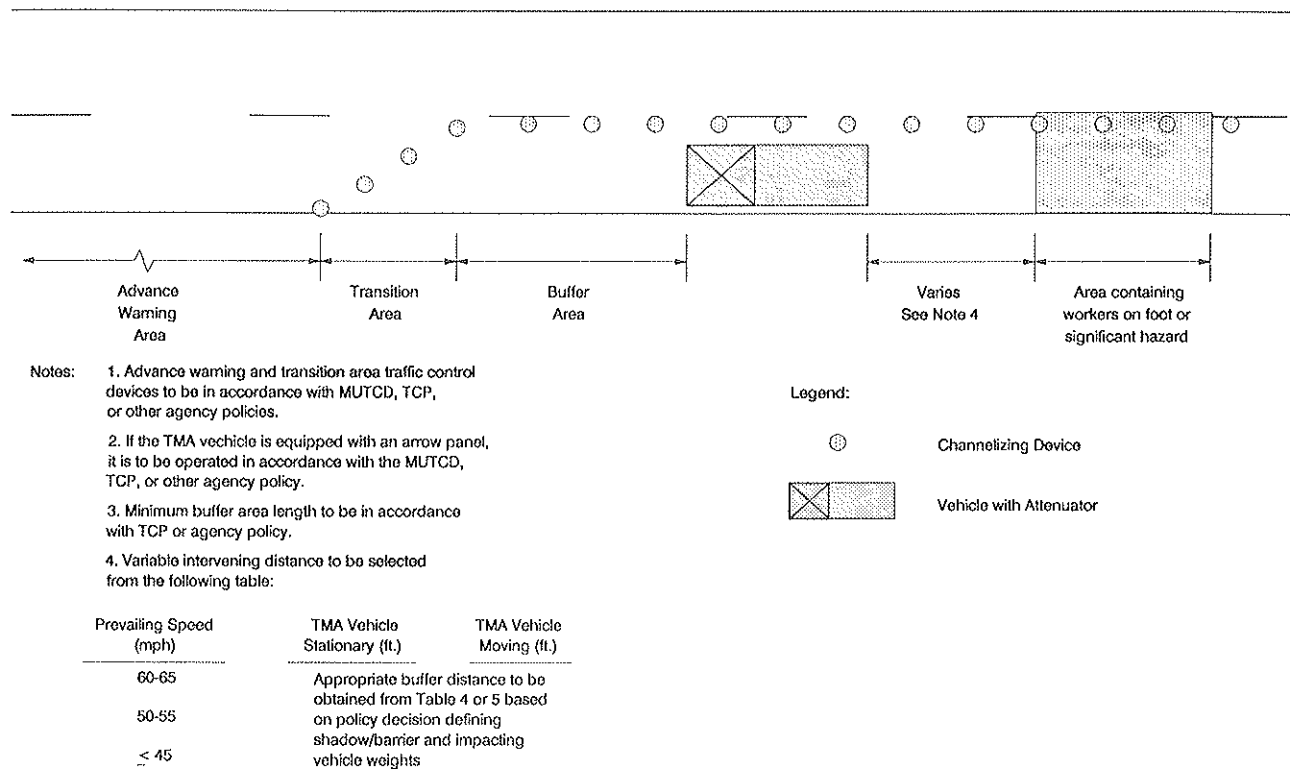 Advance
Warning
Area
Transition
Area
Buffer
Area
Varies
See Note 4
Area containing
workers on foot or
significant hazard
Notes:
1. Advance warning and transition area traffic control
devices to be in accordance with MUTCD, TCP,
or other agency policies.
2. If the TMA vechicle is equipped with an arrow panel,
it is to be operated in accordance with the MUTCD,
TCP, or other agency policy.
3. Minimum buffer area length to be in accordance
with TCP or agency policy.
4. Variable intervening distance to be selected
from the following table:
Legend:
Channelizing Device
Vehicle with Attenuator
Prevailing Speed
(mph)
TMA Vehicle
Stationary (ft.)
TMA Vehicle
Moving (ft.)
60-65
50-55
≤ 45
Appropriate buffer distance to be
obtained from Table 4 or 5 based
on policy decision defining
shadow/barrier and impacting
vehicle weights